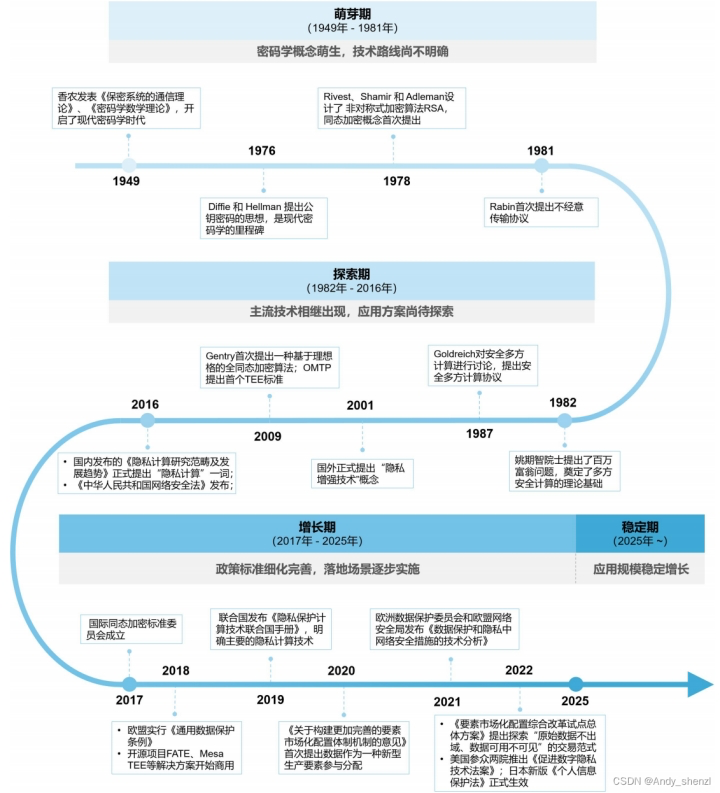 萌芽期
（1949年 - 1981年）
密码学概念萌生，技术路线尚不明确
香农发表《保密系统的通信理
论》、《密码学数学理论》，开
启了现代密码学时代
Rivest、Shamir 和 Adleman设
计了 非对称式加密算法RSA，
同态加密概念首次提出
1976
1981
1949
1978
Diffie 和 Hellman 提出公
钥密码的思想，是现代密
码学的里程碑
Rabin首次提出不经意
传输协议
探索期
（1982年 - 2016年）
主流技术相继出现，应用方案尚待探索
Gentry首次提出一种基于理想
格的全同态加密算法；OMTP
提出首个TEE标准
Goldreich对安全多方
计算进行讨论，提出安
全多方计算协议
2016
2001
1982
2009
1987
• 国内发布的《隐私计算研究范畴及发
展趋势》正式提出“隐私计算”一词；
• 《中华人民共和国网络安全法》发布；
国外正式提出“隐私
增强技术”概念
姚期智院士提出了百万
富翁问题，奠定了多方
安全计算的理论基础
增长期
（2017年 - 2025年）
稳定期
（2025年 ~）
政策标准细化完善，落地场景逐步实施
应用规模稳定增长
国际同态加密标准委
员会成立
联合国发布《隐私保护计
算技术联合国手册》，明
确主要的隐私计算技术
欧洲数据保护委员会和欧盟网络
安全局发布《数据保护和隐私中
网络安全措施的技术分析》
2018
2020
2022
2017
2019
2021
2025
• 欧盟实行《通用数据保护
条例》
• 开源项目FATE、Mesa
TEE等解决方案开始商用
《关于构建更加完善的要素
市场化配置体制机制的意见》
首次提出数据作为一种新型
生产要素参与分配
• 《要素市场化配置综合改革试点总
体方案》提出探索“原始数据不出
域、数据可用不可见”的交易范式
• 美国参众两院推出《促进数字隐私
技术法案》；日本新版《个人信息
保护法》正式生效
CSDN @Andy_shenzl